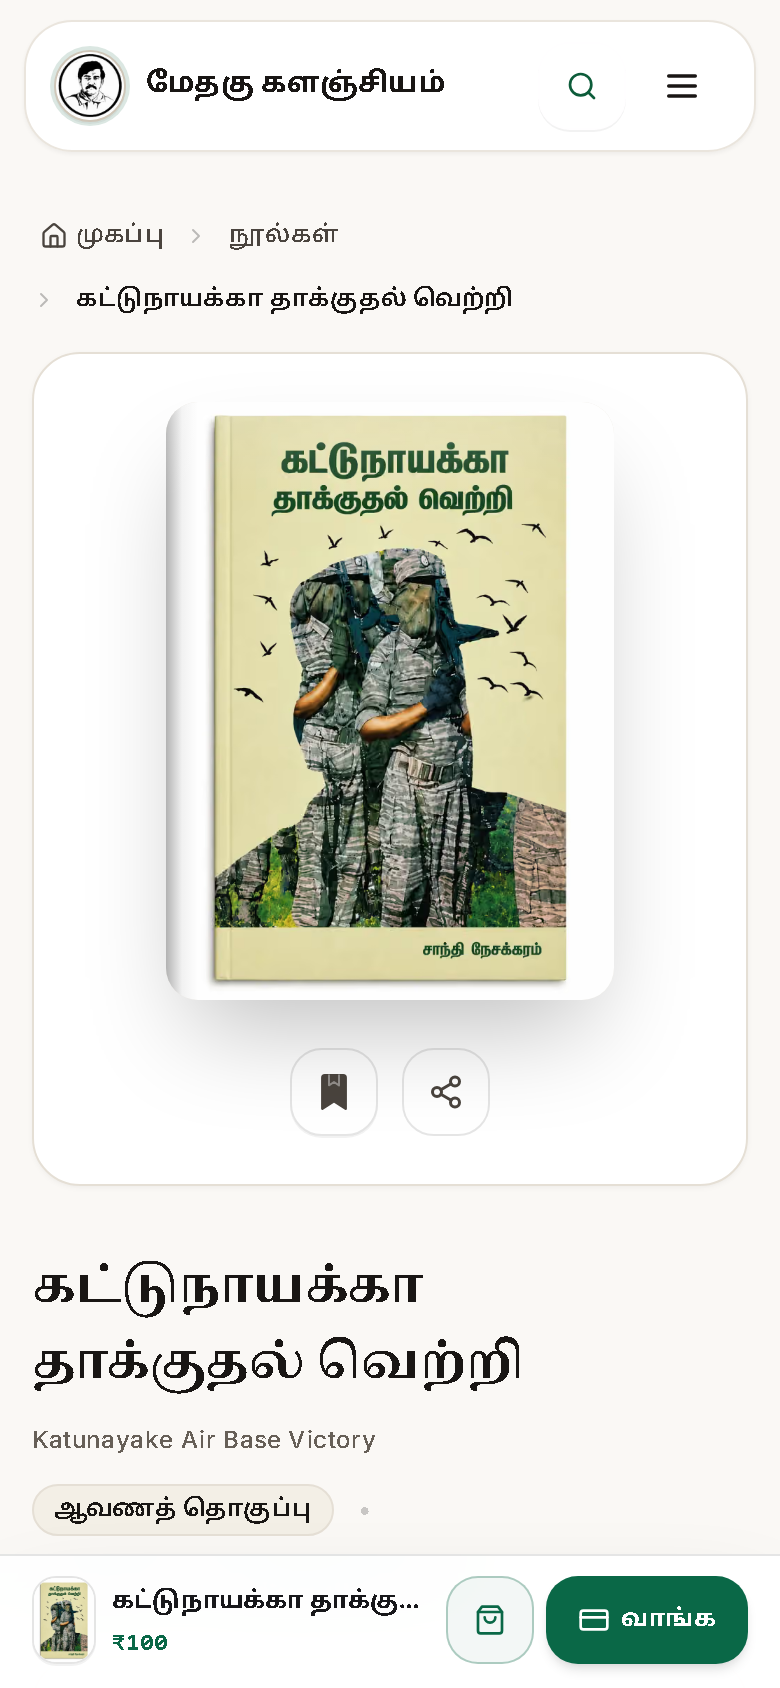 மேதகு களஞ்சியம்
முகப்பு
நூல்கள்
கட்டுநாயக்கா தாக்குதல் வெற்றி
கட்டுநாயக்கா
தாக்குதல் வெற்றி
சாந்தி நேசக்கரம்
கட்டுநாயக்கா
தாக்குதல் வெற்றி
Katunayake Air Base Victory
ஆவணத் தொகுப்பு
கட்டுநாயக்கா தாக்கு...
₹100
வாங்க